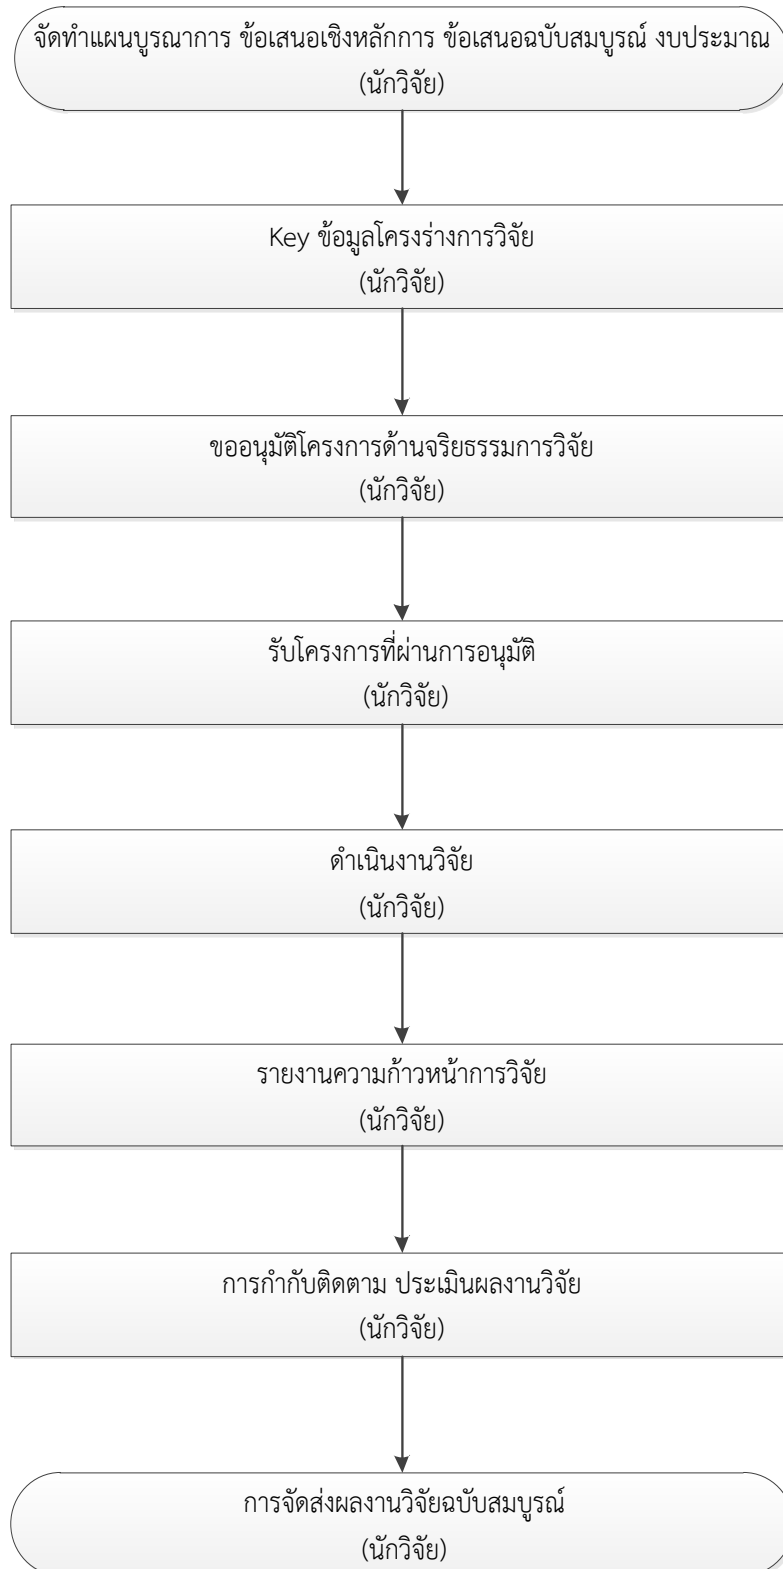 จัดทำแผนบูรณาการ ข้อเสนอเชิงหลักการ ข้อเสนอฉบับสมบูรณ์ งบประมาณ
(นักวิจัย)
Key ข้อมูลโครงร่างการวิจัย
(นักวิจัย)
ขออนุมัติโครงการด้านจริยธรรมการวิจัย
(นักวิจัย)
รับโครงการที่ผ่านการอนุมัติ
(นักวิจัย)
ดำเนินงานวิจัย
(นักวิจัย)
รายงานความก้าวหน้าการวิจัย
(นักวิจัย)
การกำกับติดตาม ประเมินผลงานวิจัย
(นักวิจัย)
การจัดส่งผลงานวิจัยฉบับสมบูรณ์
(นักวิจัย)